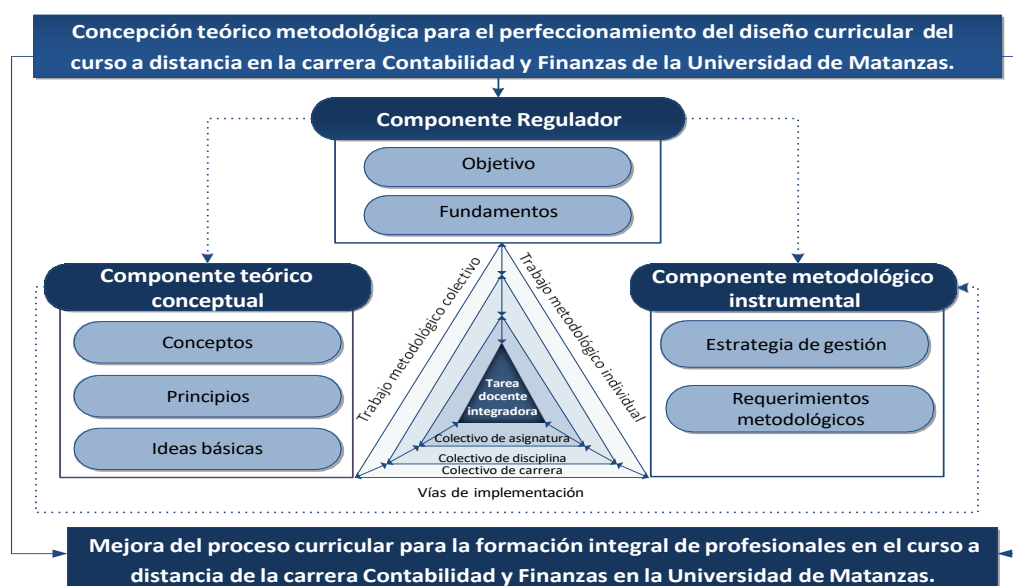 Concepción teórico metodológica para el perfeccionamiento del diseño curricular del
curso a distancia en la carrera Contabilidad y Finanzas de la Universidad de Matanzas.
Componente Regulador
Objetivo
Fundamentos
Componente teórico
conceptual
Conceptos
Principios
Ideas básicas
Trabajo metodológico colectivo
Trabajo metodológico individual
Tarea
docente
integradora
Colectivo de asignatura
Colectivo de disciplina
Colectivo de carrera
Vías de implementación
Componente metodológico
instrumental
Estrategia de gestión
Requerimientos
metodológicos
Mejora del proceso curricular para la formación integral de profesionales en el curso a
distancia de la carrera Contabilidad y Finanzas en la Universidad de Matanzas.